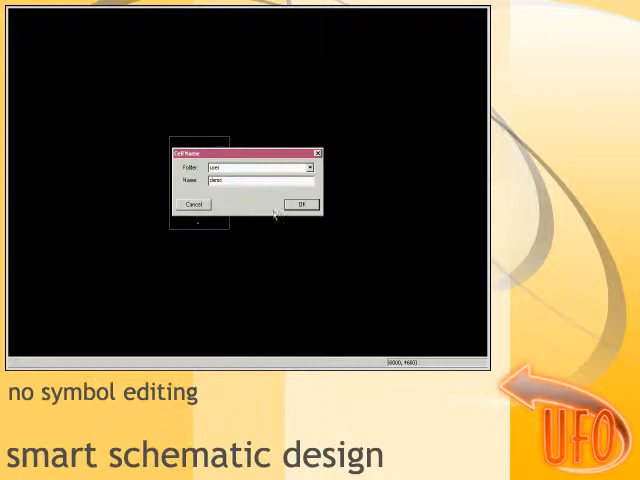 Cell Name
Folder: user
Name: demo
Cancel OK
[6000, 4680]
no symbol editing
smart schematic design
UFO